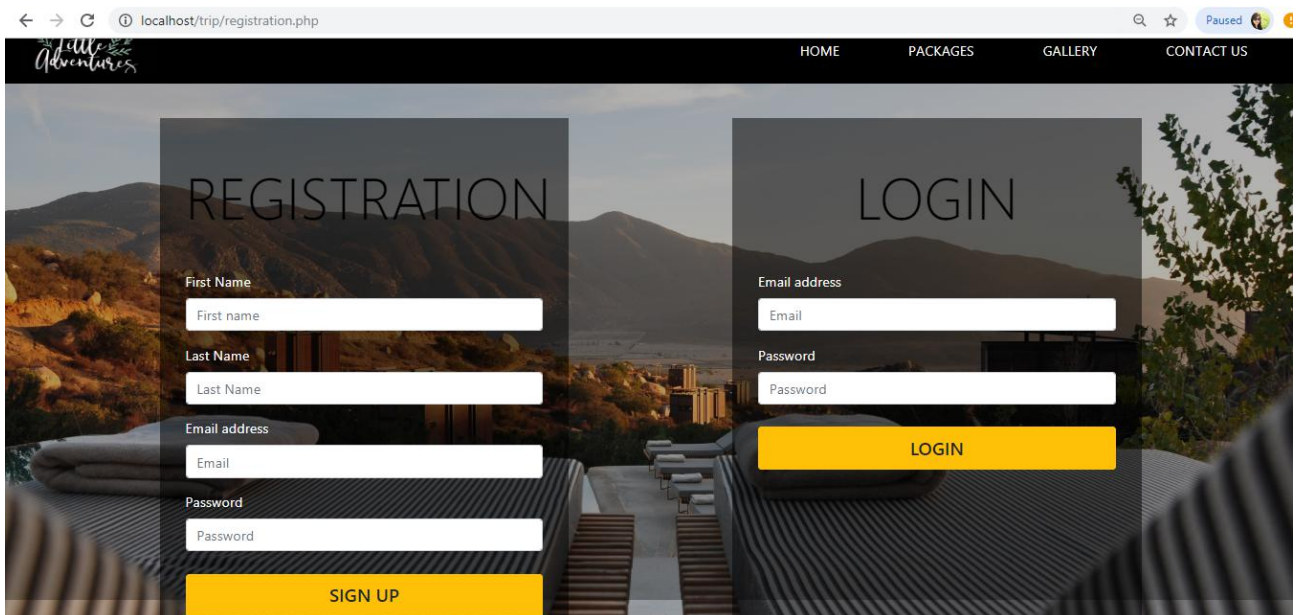 localhost/trip/registration.php
Paused
Little
Adventures
HOME PACKAGES GALLERY CONTACT US
REGISTRATION
First Name
First name
Last Name
Last Name
Email address
Email
Password
Password
SIGN UP
LOGIN
Email address
Email
Password
Password
LOGIN